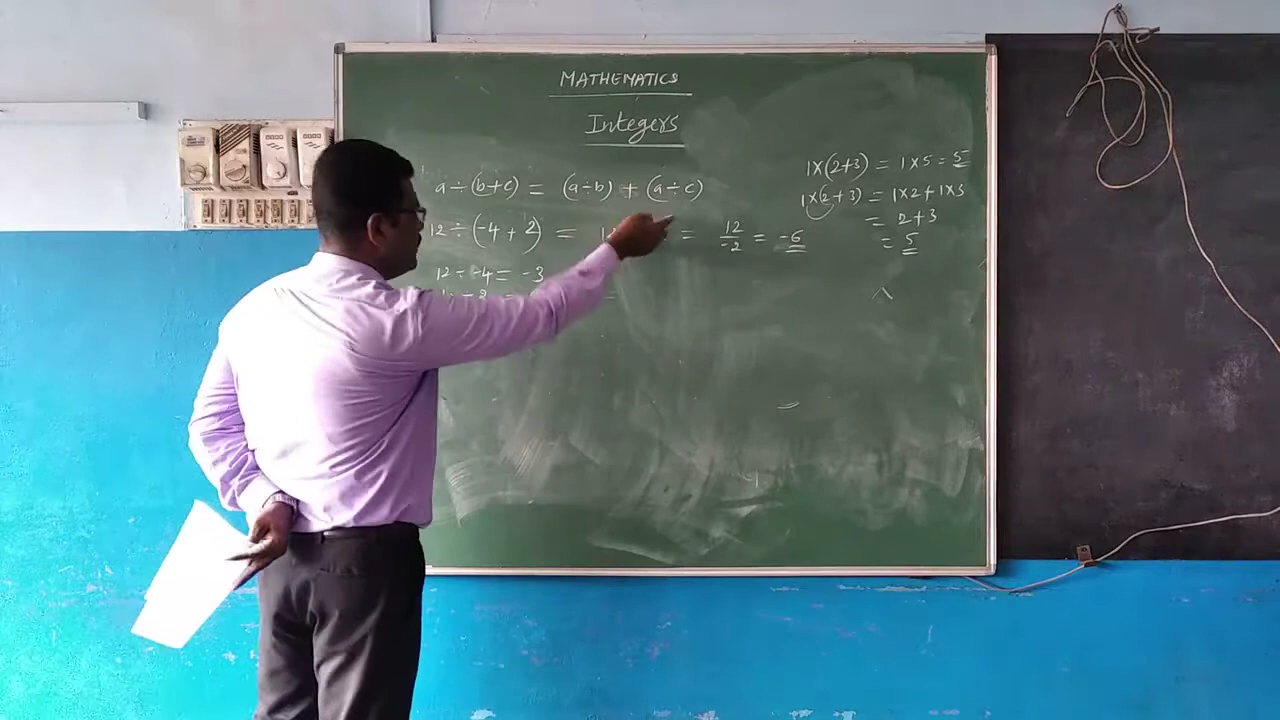 MATHEMATICS
Integers
a÷(b+c) = (a÷b) + (a÷c)
12 ÷ (-4 + 2) = = 12/-2 = -6
12 ÷ -4 = -3
1×(2+3) = 1×5 = 5
1×(2+3) = 1×2 + 1×3
= 2+3
= 5